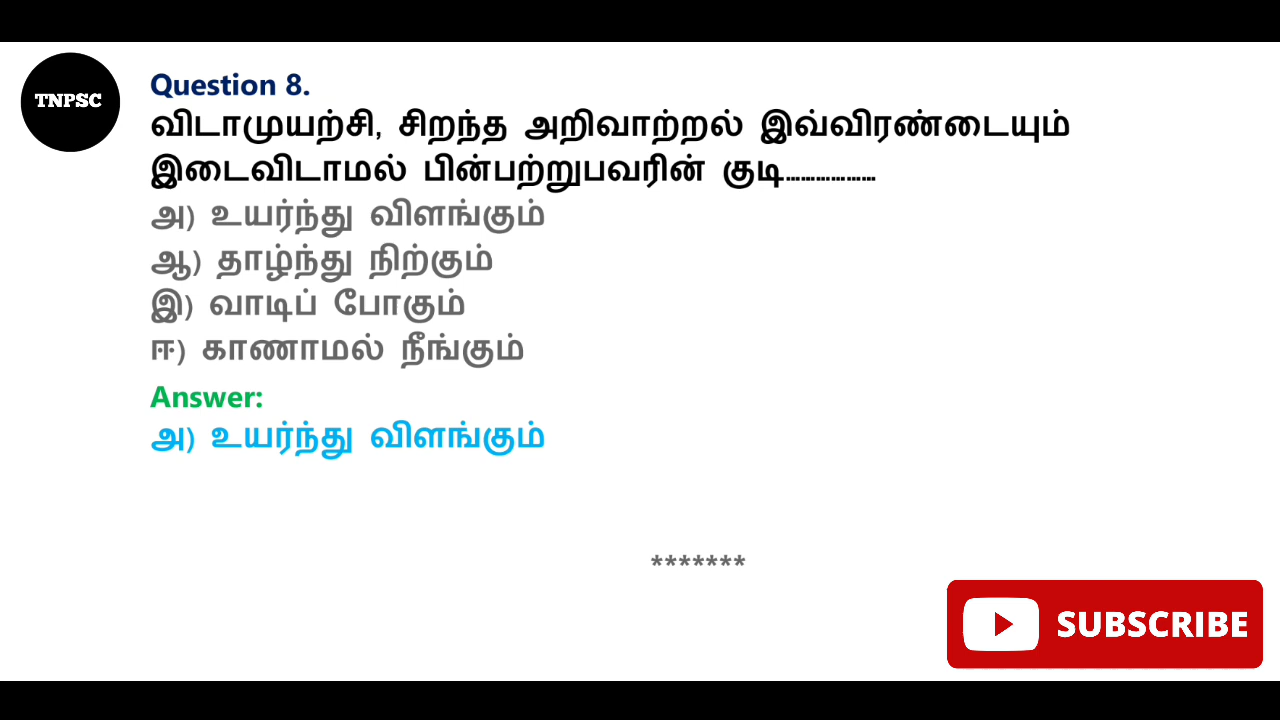 TNPSC
Question 8.
விடாமுயற்சி, சிறந்த அறிவாற்றல் இவ்விரண்டையும்
இடைவிடாமல் பின்பற்றுபவரின் குடி..................
அ) உயர்ந்து விளங்கும்
ஆ) தாழ்ந்து நிற்கும்
இ) வாடிப் போகும்
ஈ) காணாமல் நீங்கும்
Answer:
அ) உயர்ந்து விளங்கும்
*******
SUBSCRIBE